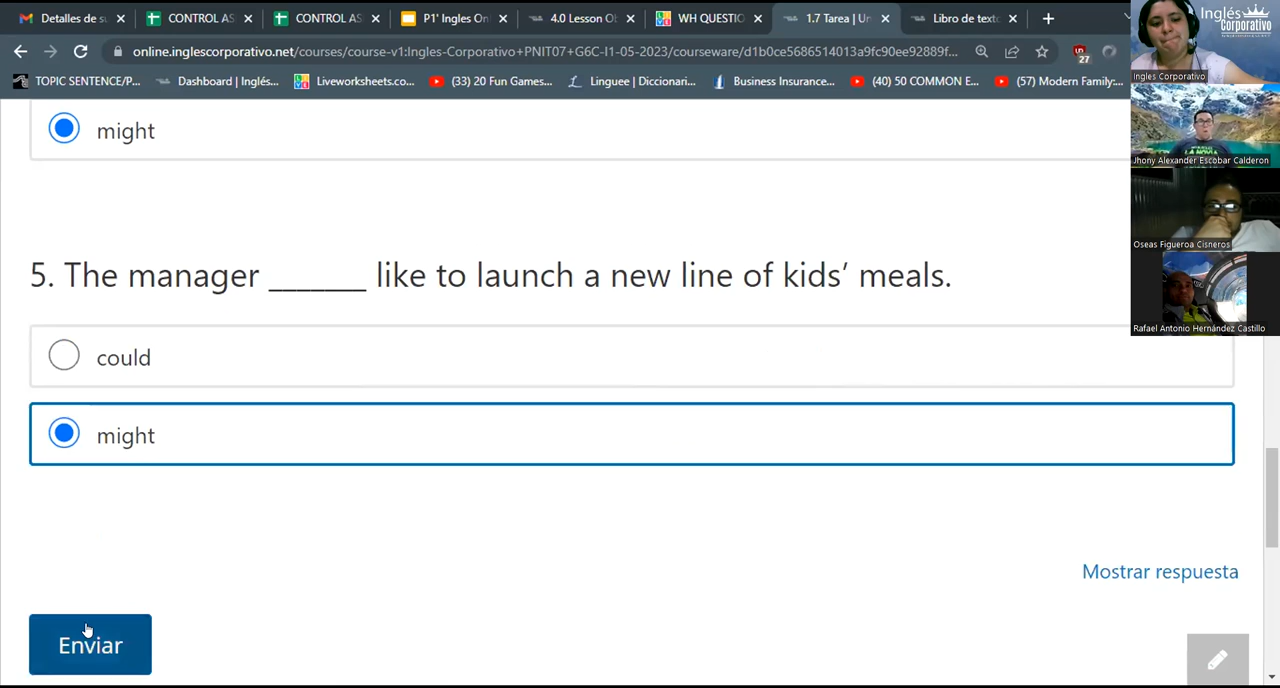 Detalles de su
CONTROL AS
CONTROL AS
P1' Ingles On
4.0 Lesson O
WH QUESTIO
1.7 Tarea | Un
Libro de texto
online.inglescorporativo.net/courses/course-v1:Ingles-Corporativo+PNIT07+G6C-I1-05-2023/courseware/d1b0ce5686514013a9fc90ee92889f...
27
TOPIC SENTENCE/P...
Dashboard | Inglés...
Liveworksheets.co...
(33) 20 Fun Games...
Linguee | Diccionari...
Business Insurance...
(40) 50 COMMON E...
(57) Modern Family:...
Inglés
Corporativo
Ingles Corporativo
Jhony Alexander Escobar Calderon
Oseas Figueroa Cisneros
Rafael Antonio Hernández Castillo
might
5. The manager _______ like to launch a new line of kids’ meals.
could
might
Mostrar respuesta
Enviar